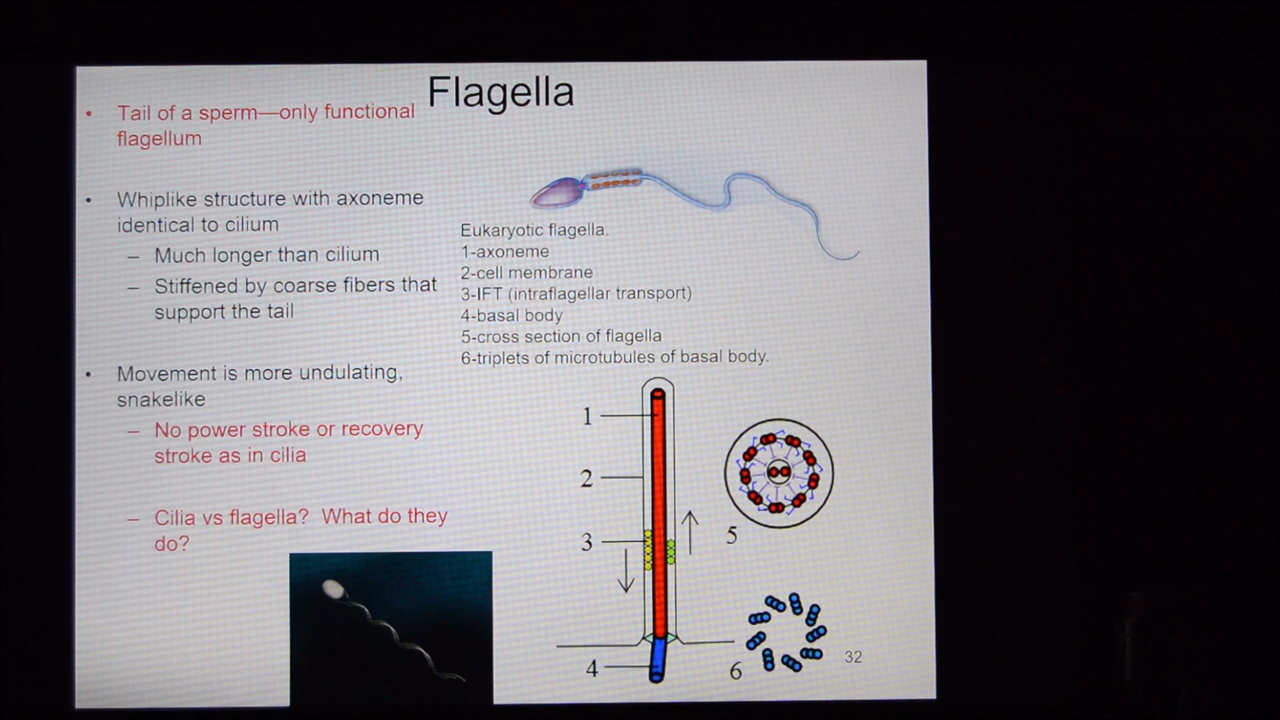 Flagella
• Tail of a sperm—only functional
flagellum
• Whiplike structure with axoneme
identical to cilium
– Much longer than cilium
– Stiffened by coarse fibers that
support the tail
• Movement is more undulating,
snakelike
– No power stroke or recovery
stroke as in cilia
– Cilia vs flagella? What do they
do?
Eukaryotic flagella.
1-axoneme
2-cell membrane
3-IFT (intraflagellar transport)
4-basal body
5-cross section of flagella
6-triplets of microtubules of basal body.
1
2
3
4
5
6
32